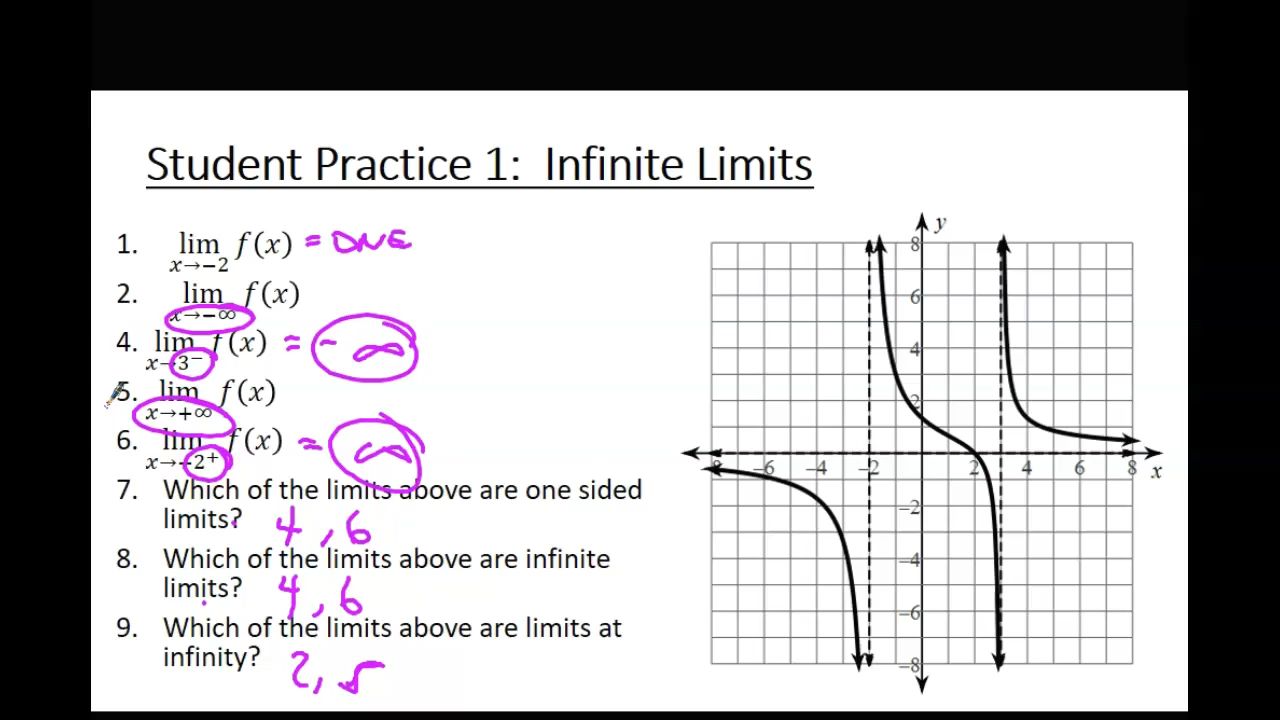 Student Practice 1: Infinite Limits
1. lim f(x) = DNE
x→−2
2. lim f(x)
x→−∞
4. lim f(x) = −∞
x→3⁻
5. lim f(x)
x→+∞
6. lim f(x) = ∞
x→−2⁺
7. Which of the limits above are one sided
limits? 4, 6
8. Which of the limits above are infinite
limits? 4, 6
9. Which of the limits above are limits at
infinity? 2, 5
y
8
6
4
2
−8 −6 −4 −2 2 4 6 8 x
−2
−4
−6
−8